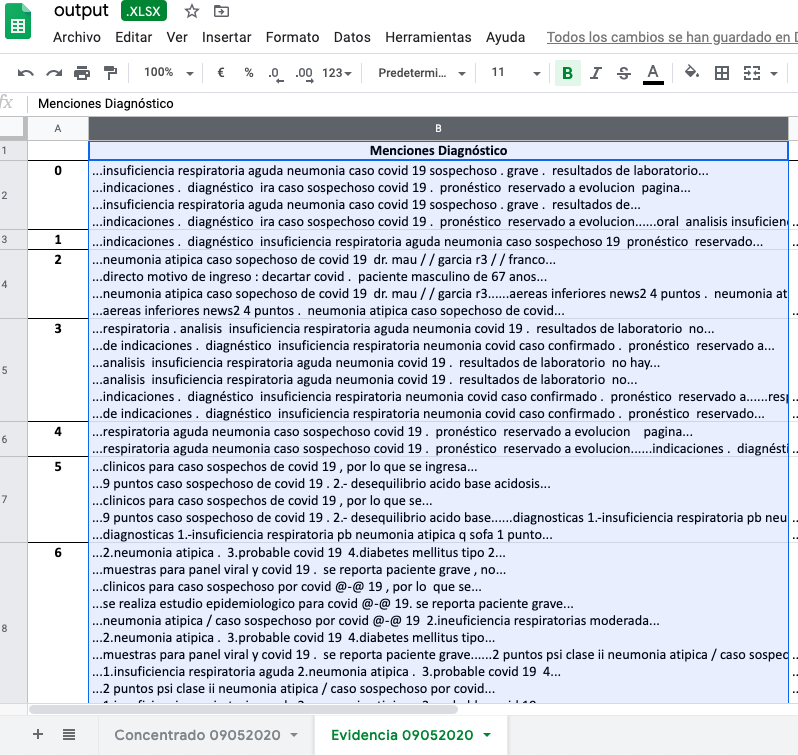 output .XLSX
Archivo Editar Ver Insertar Formato Datos Herramientas Ayuda Todos los cambios se han guardado en D
100% € % .0 .00 123 Predetermi... 11 B I S A
fx Menciones Diagnóstico
A B
1 Menciones Diagnóstico
2 0 ...insuficiencia respiratoria aguda neumonia caso covid 19 sospechoso . grave . resultados de laboratorio...
...indicaciones . diagnóstico ira caso sospechoso covid 19 . pronóstico reservado a evolucion pagina...
...insuficiencia respiratoria aguda neumonia caso covid 19 sospechoso . grave . resultados de...
...indicaciones . diagnóstico ira caso sospechoso covid 19 . pronóstico reservado a evolucion......oral analisis insuficien
3 1 ...indicaciones . diagnóstico insuficiencia respiratoria aguda neumonia caso sospechoso 19 pronóstico reservado...
4 2 ...neumonia atipica caso sopechoso de covid 19 dr. mau / / garcia r3 / / franco...
...directo motivo de ingreso : decartar covid . paciente masculino de 67 anos...
...neumonia atipica caso sopechoso de covid 19 dr. mau / / garcia r3......aereas inferiores news2 4 puntos . neumonia at
...aereas inferiores news2 4 puntos . neumonia atipica caso sopechoso de covid...
5 3 ...respiratoria . analisis insuficiencia respiratoria aguda neumonia covid 19 . resultados de laboratorio no...
...de indicaciones . diagnóstico insuficiencia respiratoria neumonia covid caso confirmado . pronóstico reservado a...
...analisis insuficiencia respiratoria aguda neumonia covid 19 . resultados de laboratorio no hay...
...analisis insuficiencia respiratoria aguda neumonia covid 19 . resultados de laboratorio no...
...indicaciones . diagnóstico insuficiencia respiratoria neumonia covid caso confirmado . pronóstico reservado a......resp
...de indicaciones . diagnóstico insuficiencia respiratoria neumonia covid caso confirmado . pronóstico reservado...
6 4 ...respiratoria aguda neumonia caso sospechoso covid 19 . pronóstico reservado a evolucion pagina...
...respiratoria aguda neumonia caso sospechoso covid 19 . pronóstico reservado a evolucion......indicaciones . diagnósti
7 5 ...clinicos para caso sospechos de covid 19 , por lo que se ingresa...
...9 puntos caso sospechoso de covid 19 . 2.- desequilibrio acido base acidosis...
...clinicos para caso sospechos de covid 19 , por lo que se...
...9 puntos caso sospechoso de covid 19 . 2.- desequilibrio acido base......diagnosticas 1.-insuficiencia respiratoria pb neu
...diagnosticas 1.-insuficiencia respiratoria pb neumonia atipica q sofa 1 punto...
8 6 ...2.neumonia atipica . 3.probable covid 19 4.diabetes mellitus tipo 2...
...muestras para panel viral y covid 19 . se reporta paciente grave , no...
...clinicos para caso sospechoso por covid @-@ 19 , por lo que se...
...se realiza estudio epidemiologico para covid @-@ 19. se reporta paciente grave...
...neumonia atipica / caso sospechoso por covid @-@ 19 2.ineuficiencia respiratorias moderada...
...2.neumonia atipica . 3.probable covid 19 4.diabetes mellitus tipo...
...muestras para panel viral y covid 19 . se reporta paciente grave......2 puntos psi clase ii neumonia atipica / caso sospec
...1.insuficiencia respiratoria aguda 2.neumonia atipica . 3.probable covid 19 4...
...2 puntos psi clase ii neumonia atipica / caso sospechoso por covid...
Concentrado 09052020 Evidencia 09052020